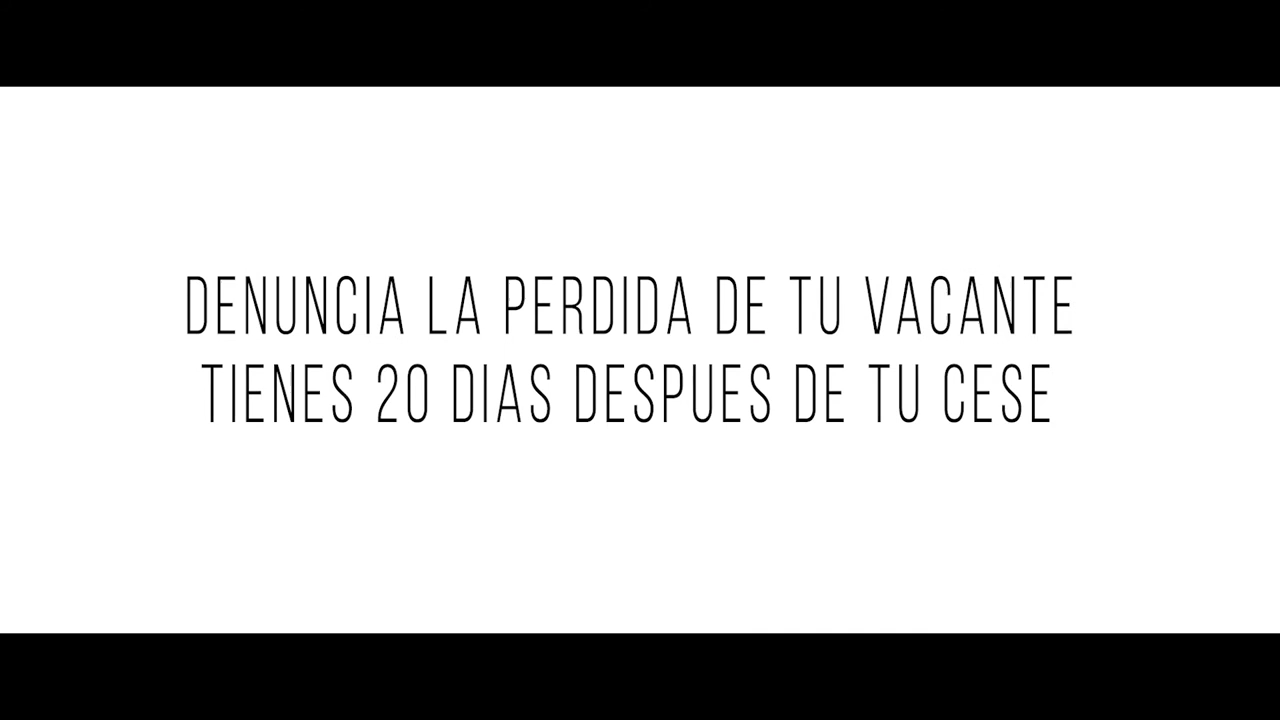 DENUNCIA LA PERDIDA DE TU VACANTE
TIENES 20 DIAS DESPUES DE TU CESE